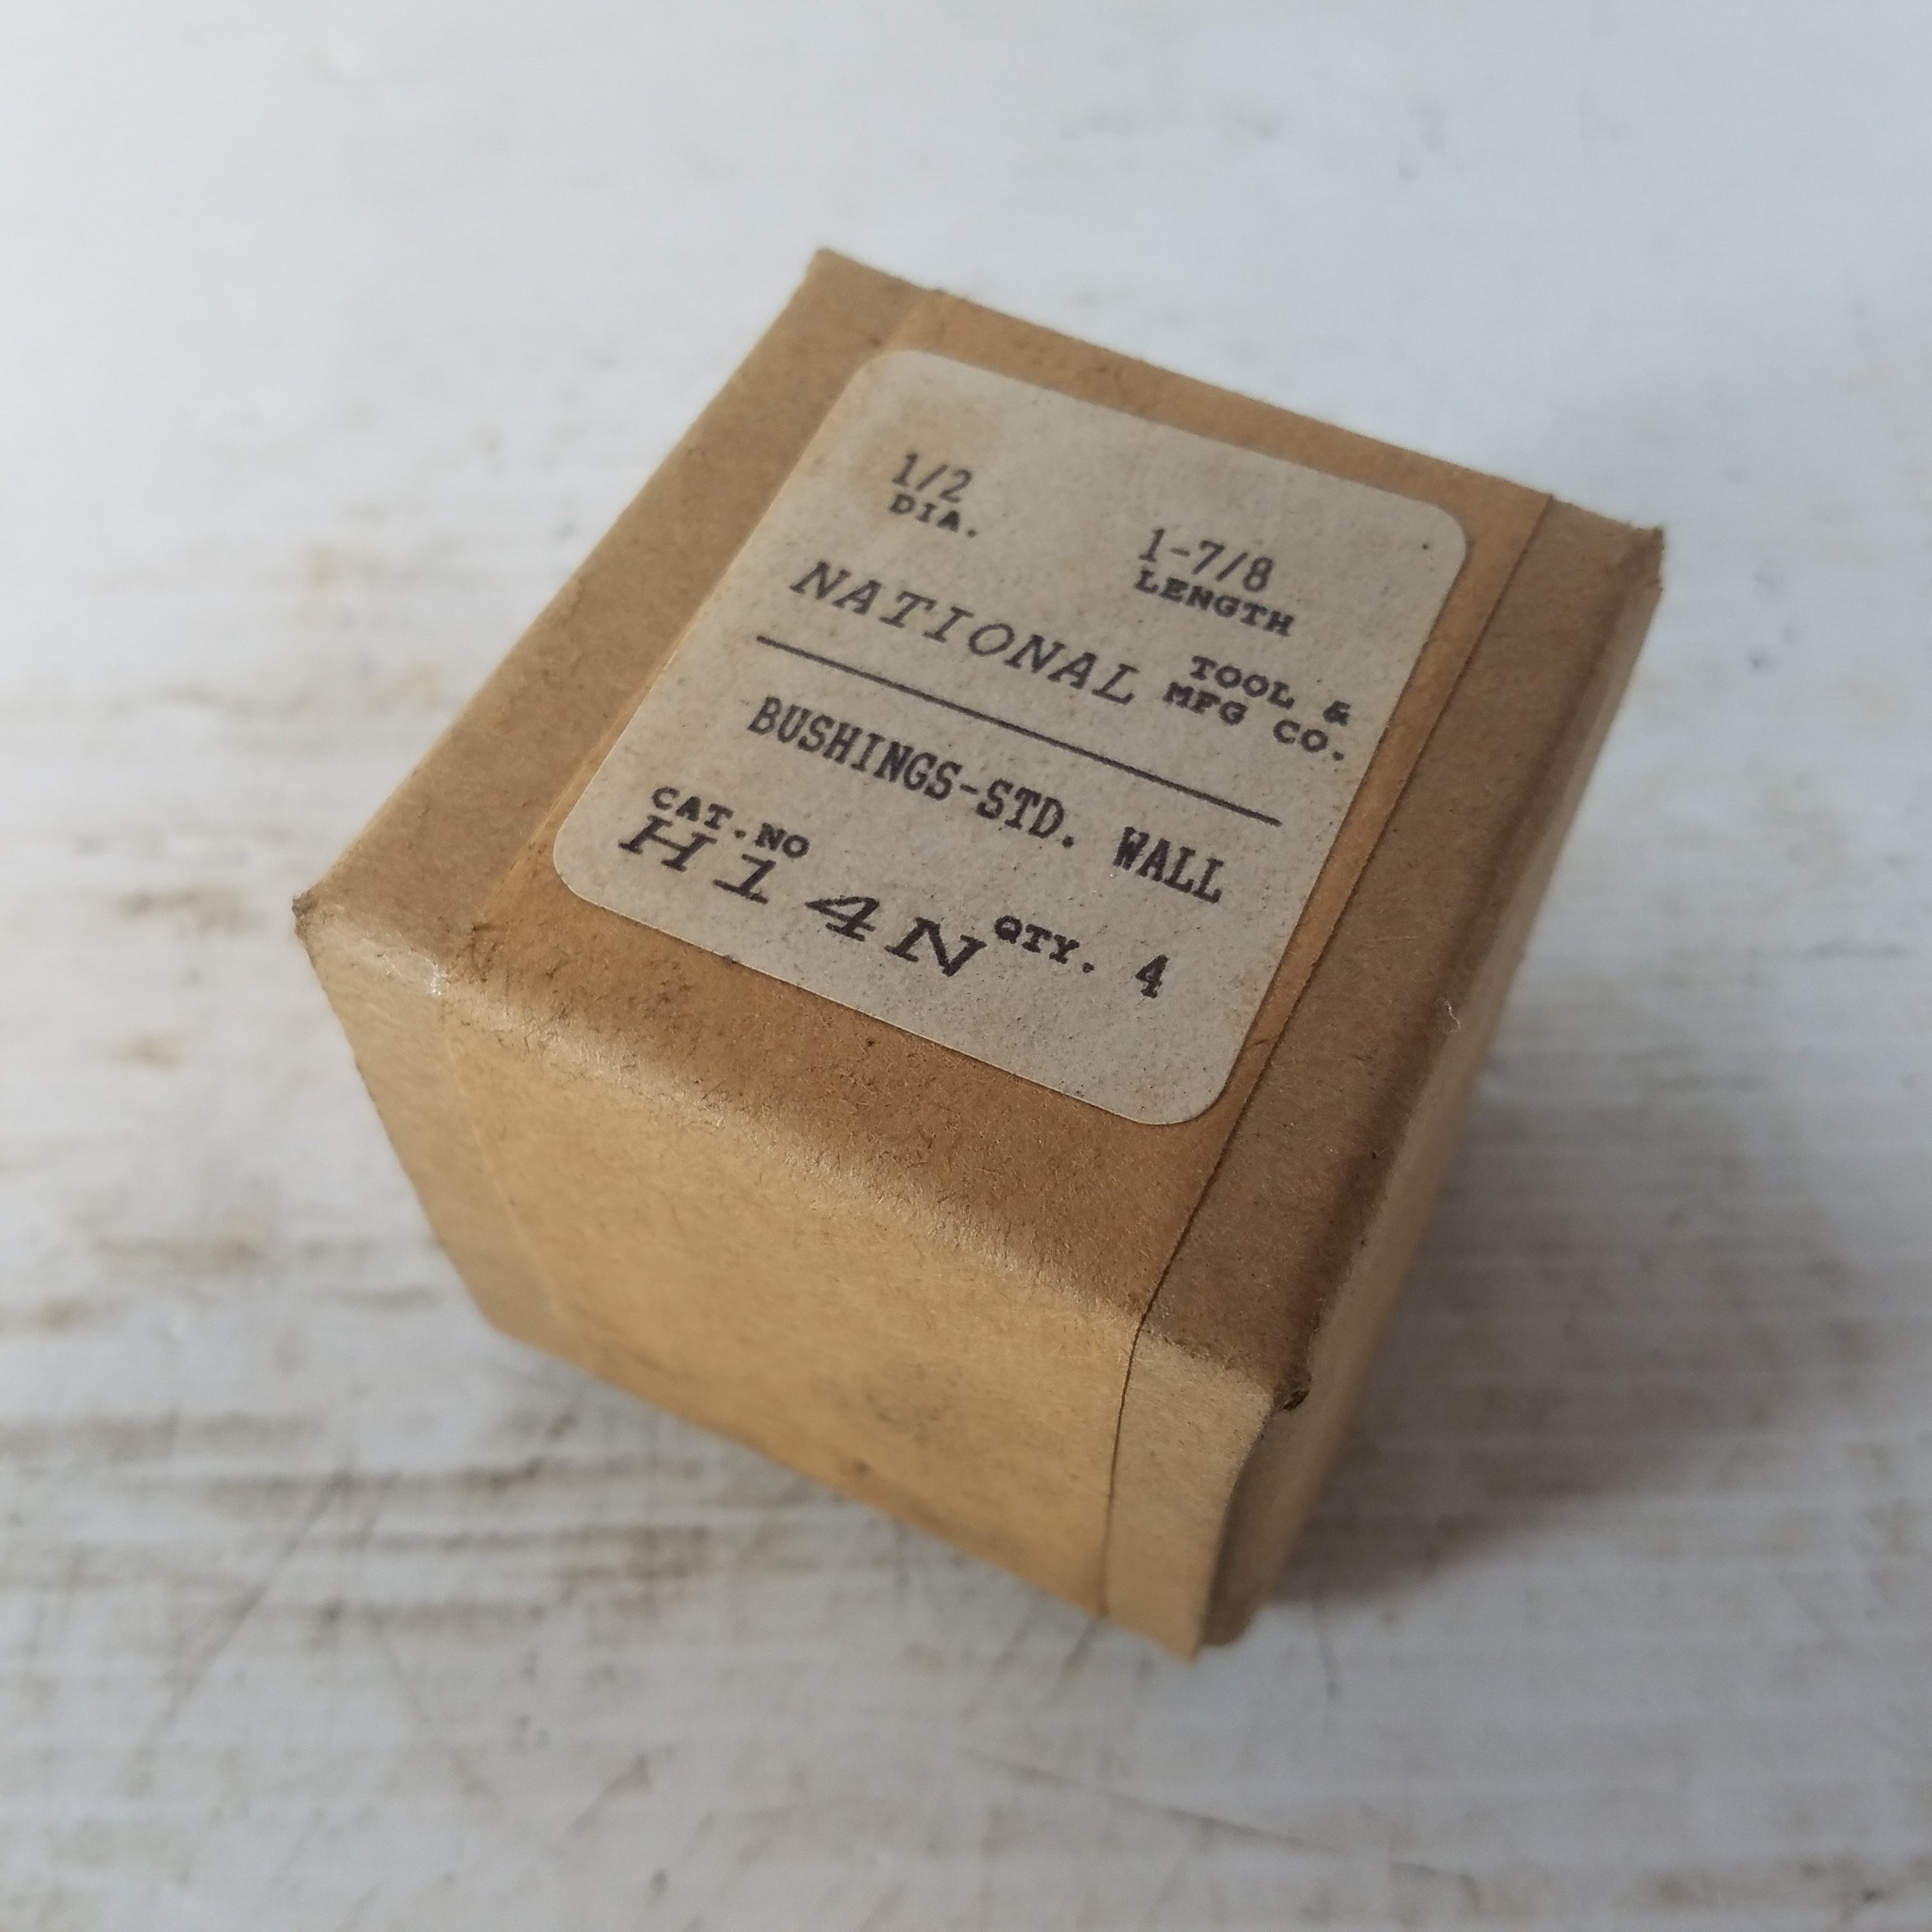 1/2
DIA.
1-7/8
LENGTH
NATIONAL TOOL &
MFG CO.
BUSHINGS-STD. WALL
CAT.NO
H14N QTY. 4